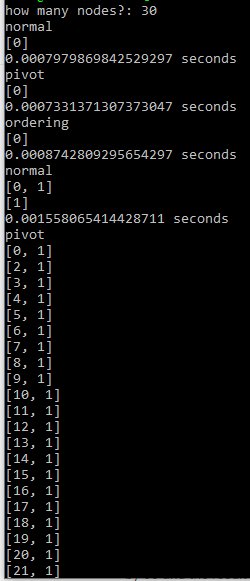 how many nodes?: 30
normal
[0]
0.0007979869842529297 seconds
pivot
[0]
0.0007331371307373047 seconds
ordering
[0]
0.0008742809295654297 seconds
normal
[0, 1]
[1]
0.001558065414428711 seconds
pivot
[0, 1]
[2, 1]
[3, 1]
[4, 1]
[5, 1]
[6, 1]
[7, 1]
[8, 1]
[9, 1]
[10, 1]
[11, 1]
[12, 1]
[13, 1]
[14, 1]
[15, 1]
[16, 1]
[17, 1]
[18, 1]
[19, 1]
[20, 1]
[21, 1]